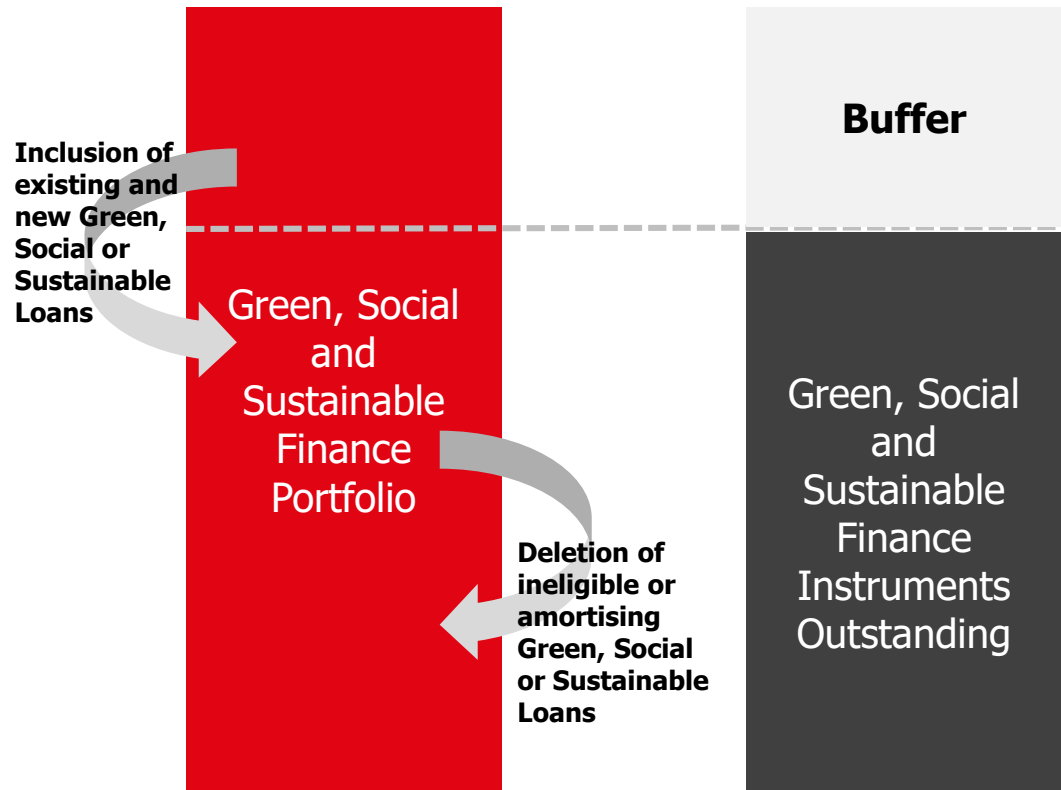 Buffer
Inclusion of
existing and
new Green,
Social or
Sustainable
Loans
Green, Social
and
Sustainable
Finance
Portfolio
Deletion of
ineligible or
amortising
Green, Social
or Sustainable
Loans
Green, Social
and
Sustainable
Finance
Instruments
Outstanding